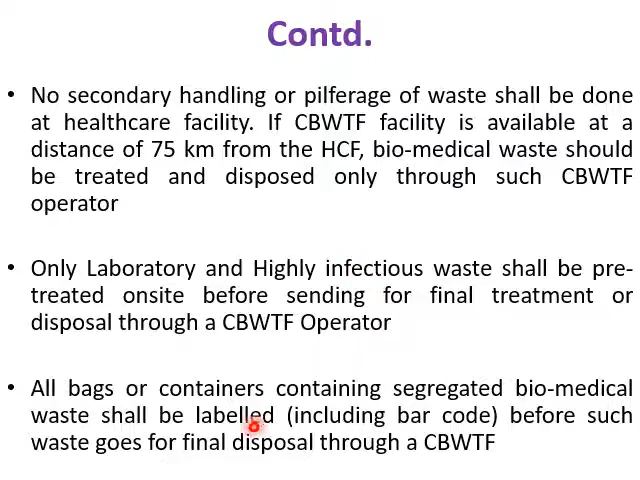 Contd.
• No secondary handling or pilferage of waste shall be done
at healthcare facility. If CBWTF facility is available at a
distance of 75 km from the HCF, bio-medical waste should
be treated and disposed only through such CBWTF
operator
• Only Laboratory and Highly infectious waste shall be pre-
treated onsite before sending for final treatment or
disposal through a CBWTF Operator
• All bags or containers containing segregated bio-medical
waste shall be labelled (including bar code) before such
waste goes for final disposal through a CBWTF